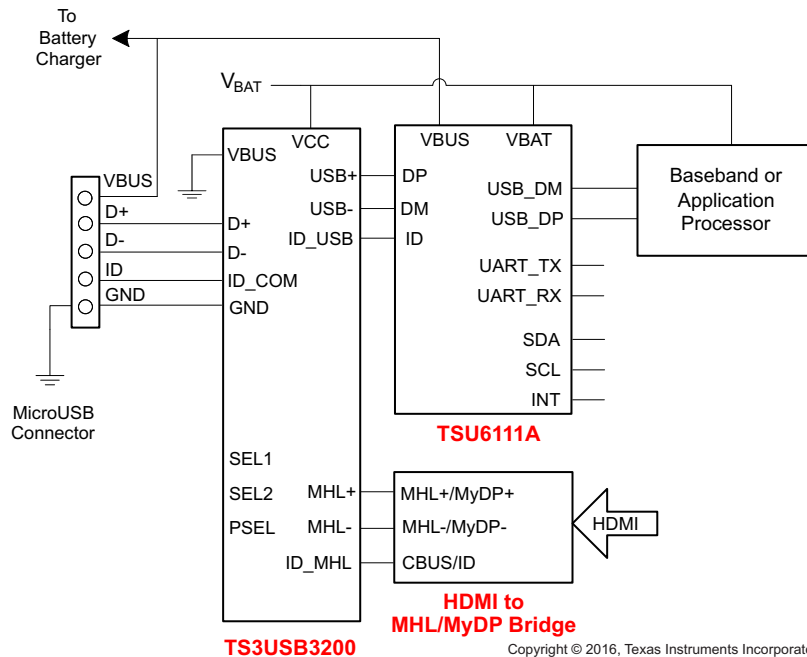 To
Battery
Charger
VBAT
VBUS
D+
D-
ID
GND
MicroUSB
Connector
VCC
VBUS
D+
D-
ID_COM
GND
SEL1
SEL2
PSEL
USB+
USB-
ID_USB
MHL+
MHL-
ID_MHL
TS3USB3200
VBUS
VBAT
DP
DM
ID
USB_DM
USB_DP
UART_TX
UART_RX
SDA
SCL
INT
TSU6111A
Baseband or
Application
Processor
MHL+/MyDP+
MHL-/MyDP-
CBUS/ID
HDMI
HDMI to
MHL/MyDP Bridge
Copyright © 2016, Texas Instruments Incorporat